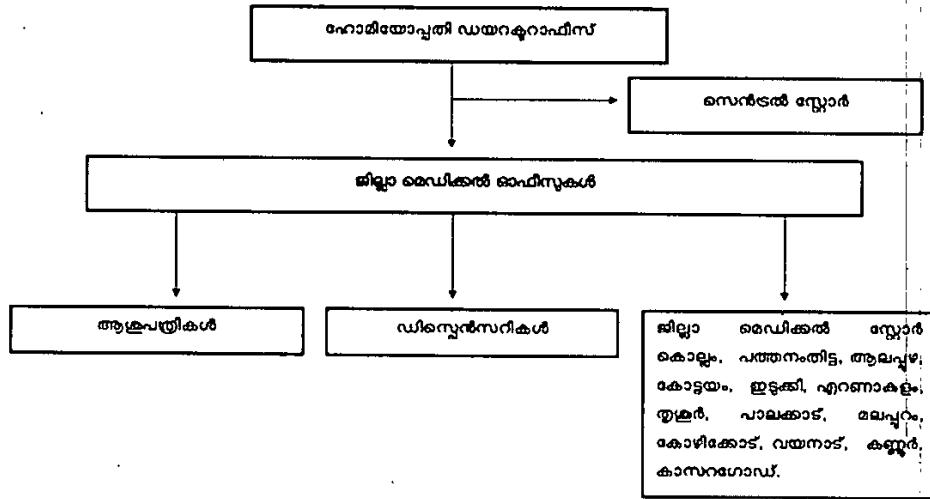 ഹോമിയോപ്പതി ഡയറക്ടറാഫീസ്
സെൻട്രൽ സ്റ്റോർ
ജില്ലാ മെഡിക്കൽ ഓഫീസുകൾ
ആശുപത്രികൾ
ഡിസ്പെൻസറികൾ
ജില്ലാ മെഡിക്കൽ സ്റ്റോർ
കൊല്ലം, പത്തനംതിട്ട, ആലപ്പുഴ,
കോട്ടയം, ഇടുക്കി, എറണാകുളം,
തൃശൂർ, പാലക്കാട്, മലപ്പുറം,
കോഴിക്കോട്, വയനാട്, കണ്ണൂർ,
കാസറഗോഡ്.